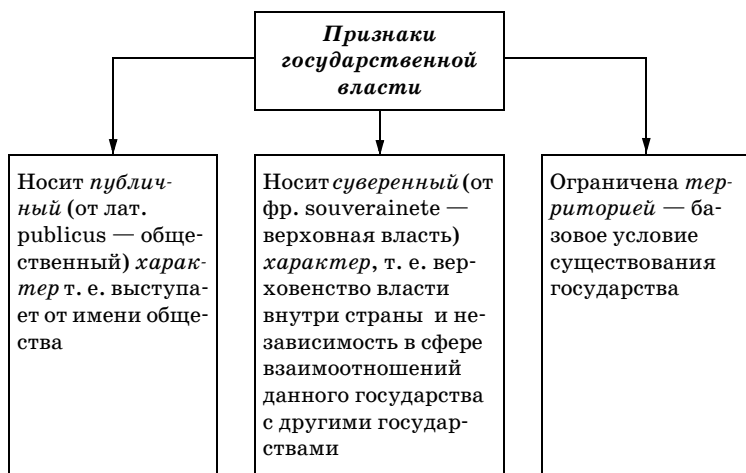 Признаки
государственной
власти
Носит публич-
ный (от лат.
publicus — обще-
ственный) харак-
тер т. е. выступа-
ет от имени обще-
ства
Носит суверенный (от
фр. souverainete —
верховная власть)
характер, т. е. вер-
ховенство власти
внутри страны и не-
зависимость в сфере
взаимоотношений
данного государства
с другими государ-
ствами
Ограничена тер-
риторией — ба-
зовое условие
существования
государства